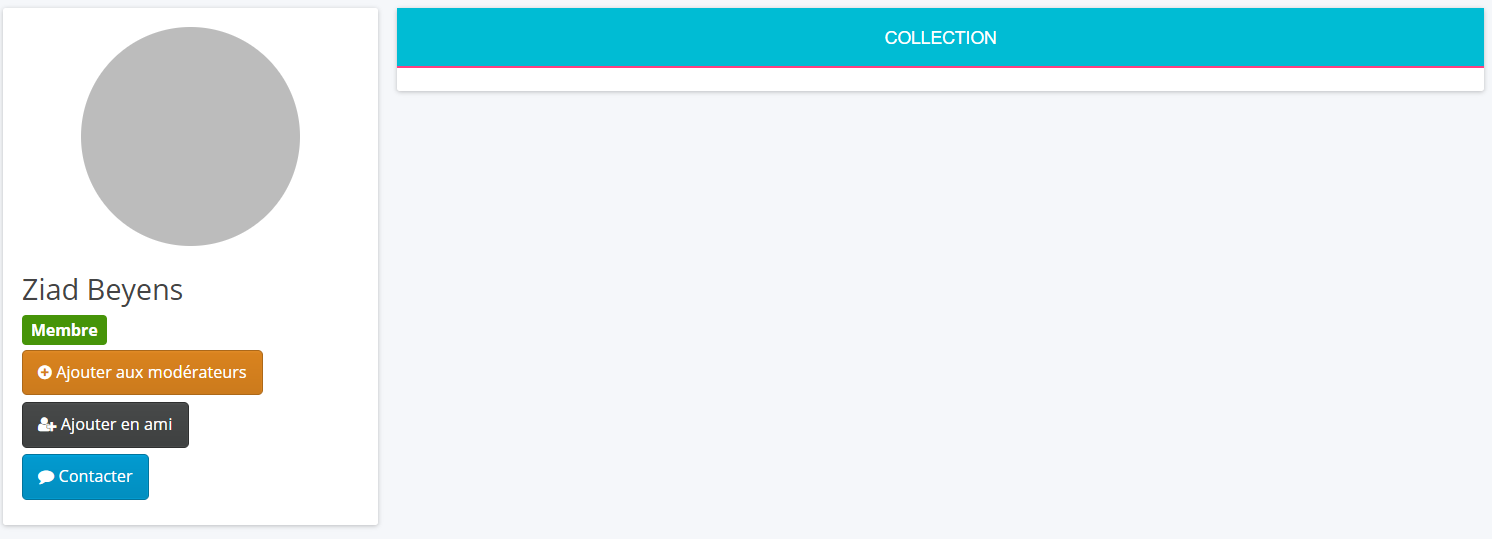 COLLECTION
Ziad Beyens
Membre
Ajouter aux modérateurs
Ajouter en ami
Contacter